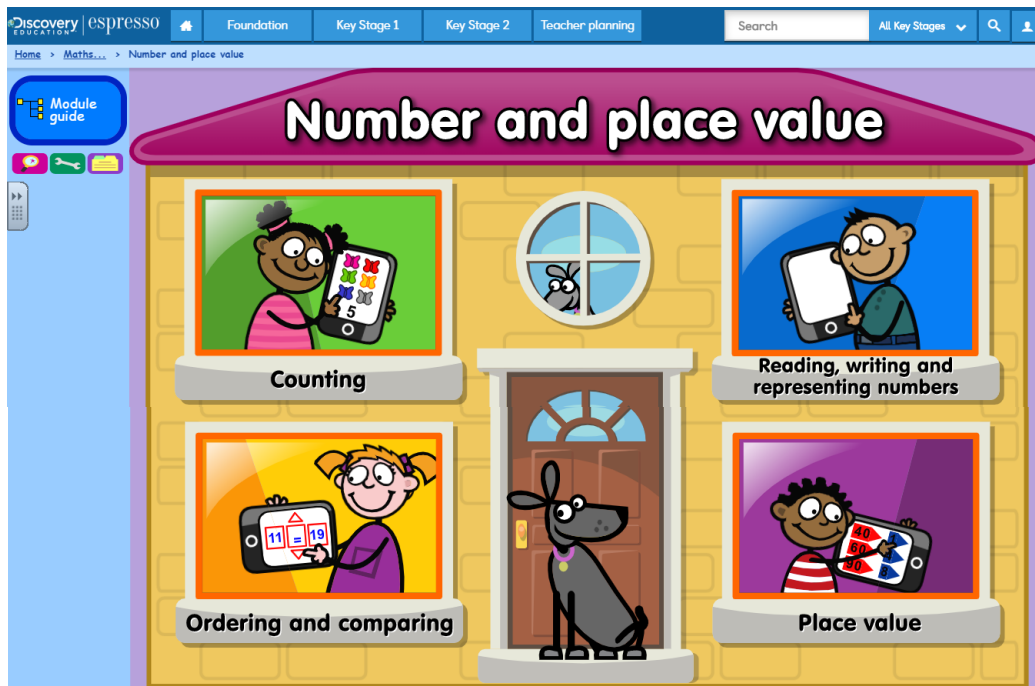 Discovery EDUCATION | espresso
Foundation
Key Stage 1
Key Stage 2
Teacher planning
Search
All Key Stages
Home > Maths... > Number and place value
Module
guide
Number and place value
5
Counting
Reading, writing and
representing numbers
11 = 19
Ordering and comparing
40
60
90
1
8
Place value